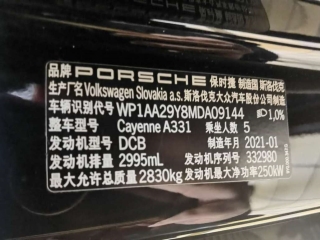 品牌 PORSCHE 保时捷 制造国 斯洛伐克
生产厂名 Volkswagen Slovakia a.s. 斯洛伐克大众汽车股份公司制造
车辆识别代号 WP1AA29Y8MDA09144 1,0%
整车型号 Cayenne A331 乘坐人数 5
发动机型号 DCB 制造年月 2021-01
发动机排量 2995mL 发动机号 332980
最大允许总质量 2830kg 发动机最大净功率 250kW